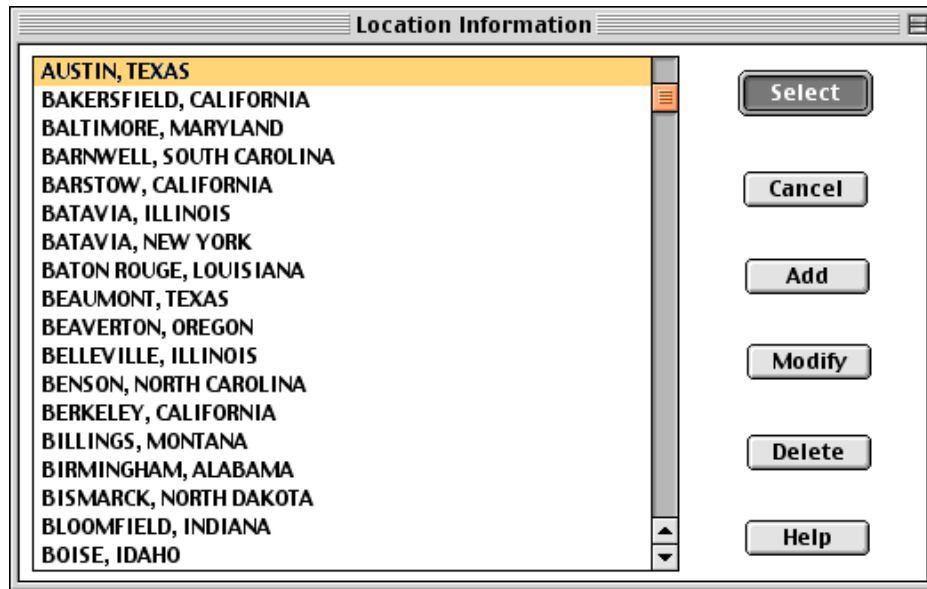 Location Information
AUSTIN, TEXAS
BAKERSFIELD, CALIFORNIA
BALTIMORE, MARYLAND
BARNWELL, SOUTH CAROLINA
BARSTOW, CALIFORNIA
BATAVIA, ILLINOIS
BATAVIA, NEW YORK
BATON ROUGE, LOUISIANA
BEAUMONT, TEXAS
BEAVERTON, OREGON
BELLEVILLE, ILLINOIS
BENSON, NORTH CAROLINA
BERKELEY, CALIFORNIA
BILLINGS, MONTANA
BIRMINGHAM, ALABAMA
BISMARCK, NORTH DAKOTA
BLOOMFIELD, INDIANA
BOISE, IDAHO
Select
Cancel
Add
Modify
Delete
Help